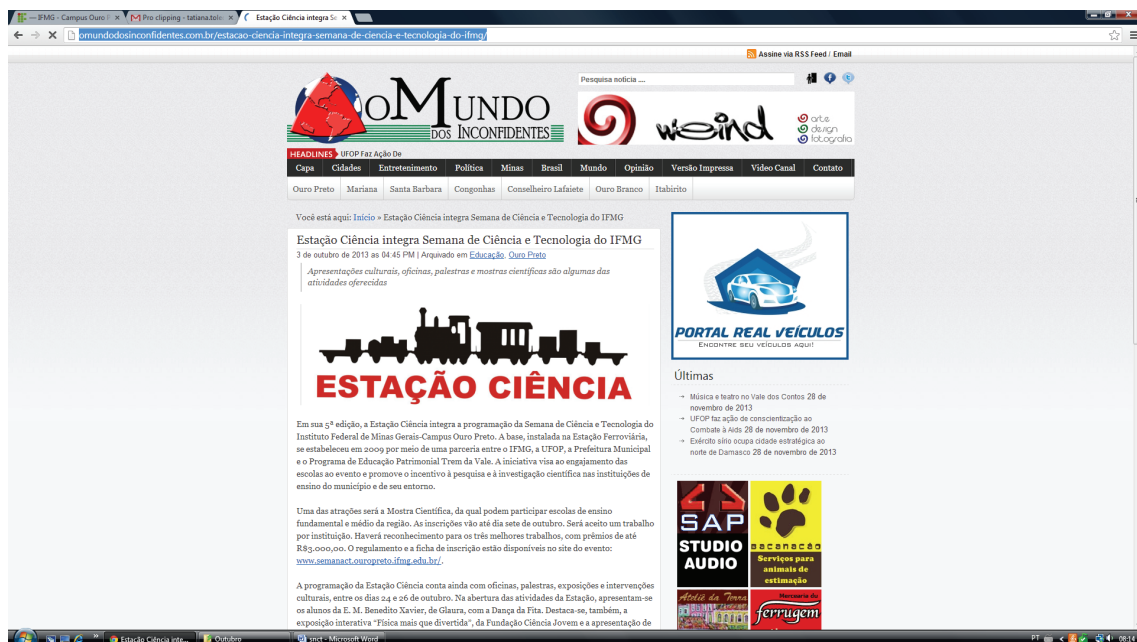 — IFMG - Campus Ouro P
Pro clipping - tatiana.tole
Estação Ciência integra Se
omundodosinconfidentes.com.br/estacao-ciencia-integra-semana-de-ciencia-e-tecnologia-do-ifmg/
Assine via RSS Feed / Email
Pesquisa noticia ....
O MUNDO
DOS INCONFIDENTES
weind
arte
design
fotografia
HEADLINES UFOP Faz Ação De
Capa Cidades Entretenimento Política Minas Brasil Mundo Opinião Versão Impressa Vídeo Canal Contato
Ouro Preto Mariana Santa Barbara Congonhas Conselheiro Lafaiete Ouro Branco Itabirito
Você está aqui: Início » Estação Ciência integra Semana de Ciência e Tecnologia do IFMG
Estação Ciência integra Semana de Ciência e Tecnologia do IFMG
3 de outubro de 2013 as 04:45 PM | Arquivado em Educação, Ouro Preto
Apresentações culturais, oficinas, palestras e mostras científicas são algumas das
atividades oferecidas
ESTAÇÃO CIÊNCIA
Em sua 5ª edição, a Estação Ciência integra a programação da Semana de Ciência e Tecnologia do
Instituto Federal de Minas Gerais-Campus Ouro Preto. A base, instalada na Estação Ferroviária,
se estabeleceu em 2009 por meio de uma parceria entre o IFMG, a UFOP, a Prefeitura Municipal
e o Programa de Educação Patrimonial Trem da Vale. A iniciativa visa ao engajamento das
escolas ao evento e promove o incentivo à pesquisa e à investigação científica nas instituições de
ensino do município e de seu entorno.
Uma das atrações será a Mostra Científica, da qual podem participar escolas de ensino
fundamental e médio da região. As inscrições vão até dia sete de outubro. Será aceito um trabalho
por instituição. Haverá reconhecimento para os três melhores trabalhos, com prêmios de até
R$3.000,00. O regulamento e a ficha de inscrição estão disponíveis no site do evento:
www.semanact.ouropreto.ifmg.edu.br/.
A programação da Estação Ciência conta ainda com oficinas, palestras, exposições e intervenções
culturais, entre os dias 24 e 26 de outubro. Na abertura das atividades da Estação, apresentam-se
os alunos da E. M. Benedito Xavier, de Glaura, com a Dança da Fita. Destaca-se, também, a
exposição interativa "Física mais que divertida", da Fundação Ciência Jovem e a apresentação de
PORTAL REAL VEÍCULOS
ENCONTRE SEU VEÍCULOS AQUI!
Últimas
Música e teatro no Vale dos Contos 28 de
novembro de 2013
UFOP faz ação de conscientização ao
Combate à Aids 28 de novembro de 2013
Exército sírio ocupa cidade estratégica ao
norte de Damasco 28 de novembro de 2013
SAP
STUDIO
AUDIO
sacanacão
Serviços para
animais de
estimação
Ateliê da Terra
Mercearia do
ferrugem
Estação Ciência inte...
Outubro
snct - Microsoft Word
PT
08:14